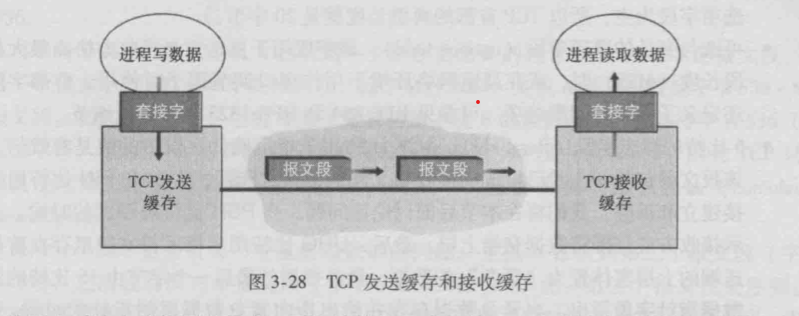 进程写数据
进程读取数据
套接字
套接字
报文段
报文段
TCP发送
缓存
TCP接收
缓存
图 3-28 TCP 发送缓存和接收缓存